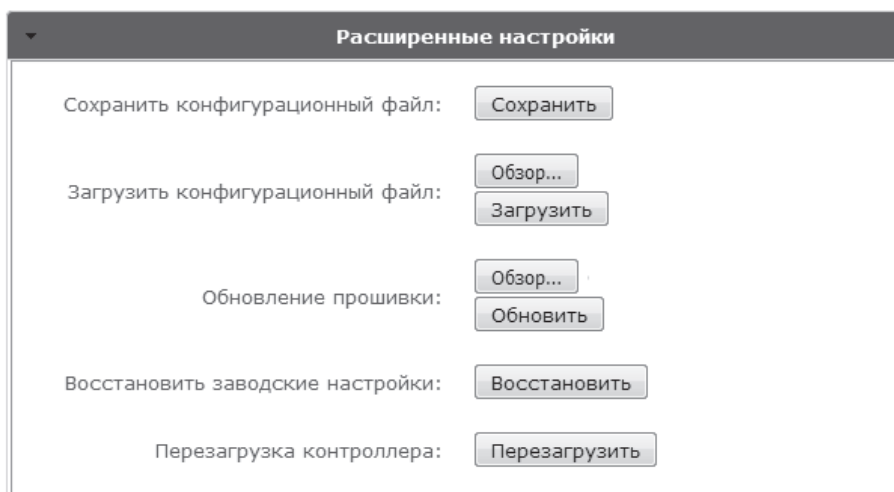 Расширенные настройки
Сохранить конфигурационный файл: Сохранить
Обзор...
Загрузить конфигурационный файл:
Загрузить
Обзор...
Обновление прошивки:
Обновить
Восстановить заводские настройки: Восстановить
Перезагрузка контроллера: Перезагрузить